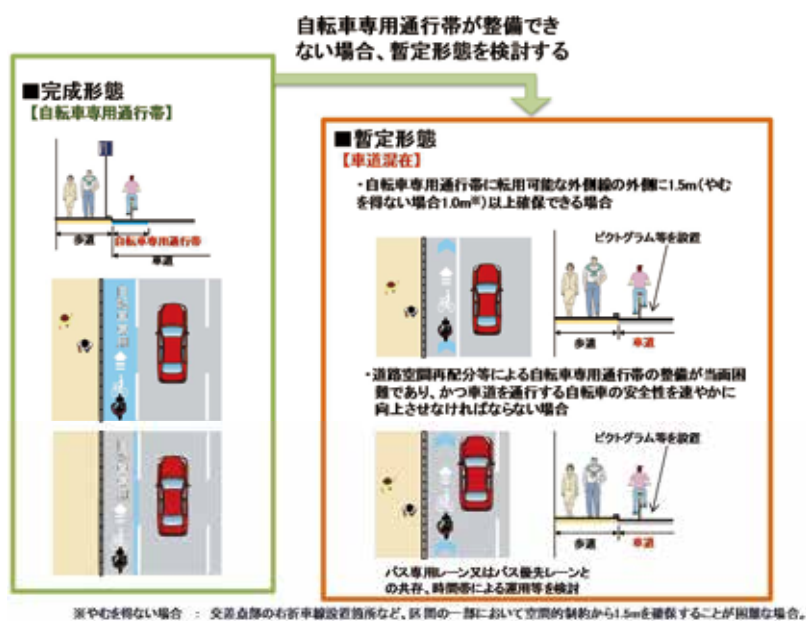 自転車専用通行帯が整備でき
ない場合、暫定形態を検討する
■完成形態
【自転車専用通行帯】
歩道
自転車専用通行帯
車道
自転車専用
自転車専用
■暫定形態
【車道混在】
・自転車専用通行帯に転用可能な外側線の外側に1.5m(やむ
を得ない場合1.0m※)以上確保できる場合
ピクトグラム等を設置
歩道
車道
・道路空間再配分等による自転車専用通行帯の整備が当面困
難であり、かつ車道を通行する自転車の安全性を速やかに
向上させなければならない場合
ピクトグラム等を設置
歩道
車道
バス専用レーン又はバス優先レーンと
の共存、時間帯による運用等を検討
※やむを得ない場合 : 交差点部の右折車線設置箇所など、区間の一部において空間的制約から1.5mを確保することが困難な場合。